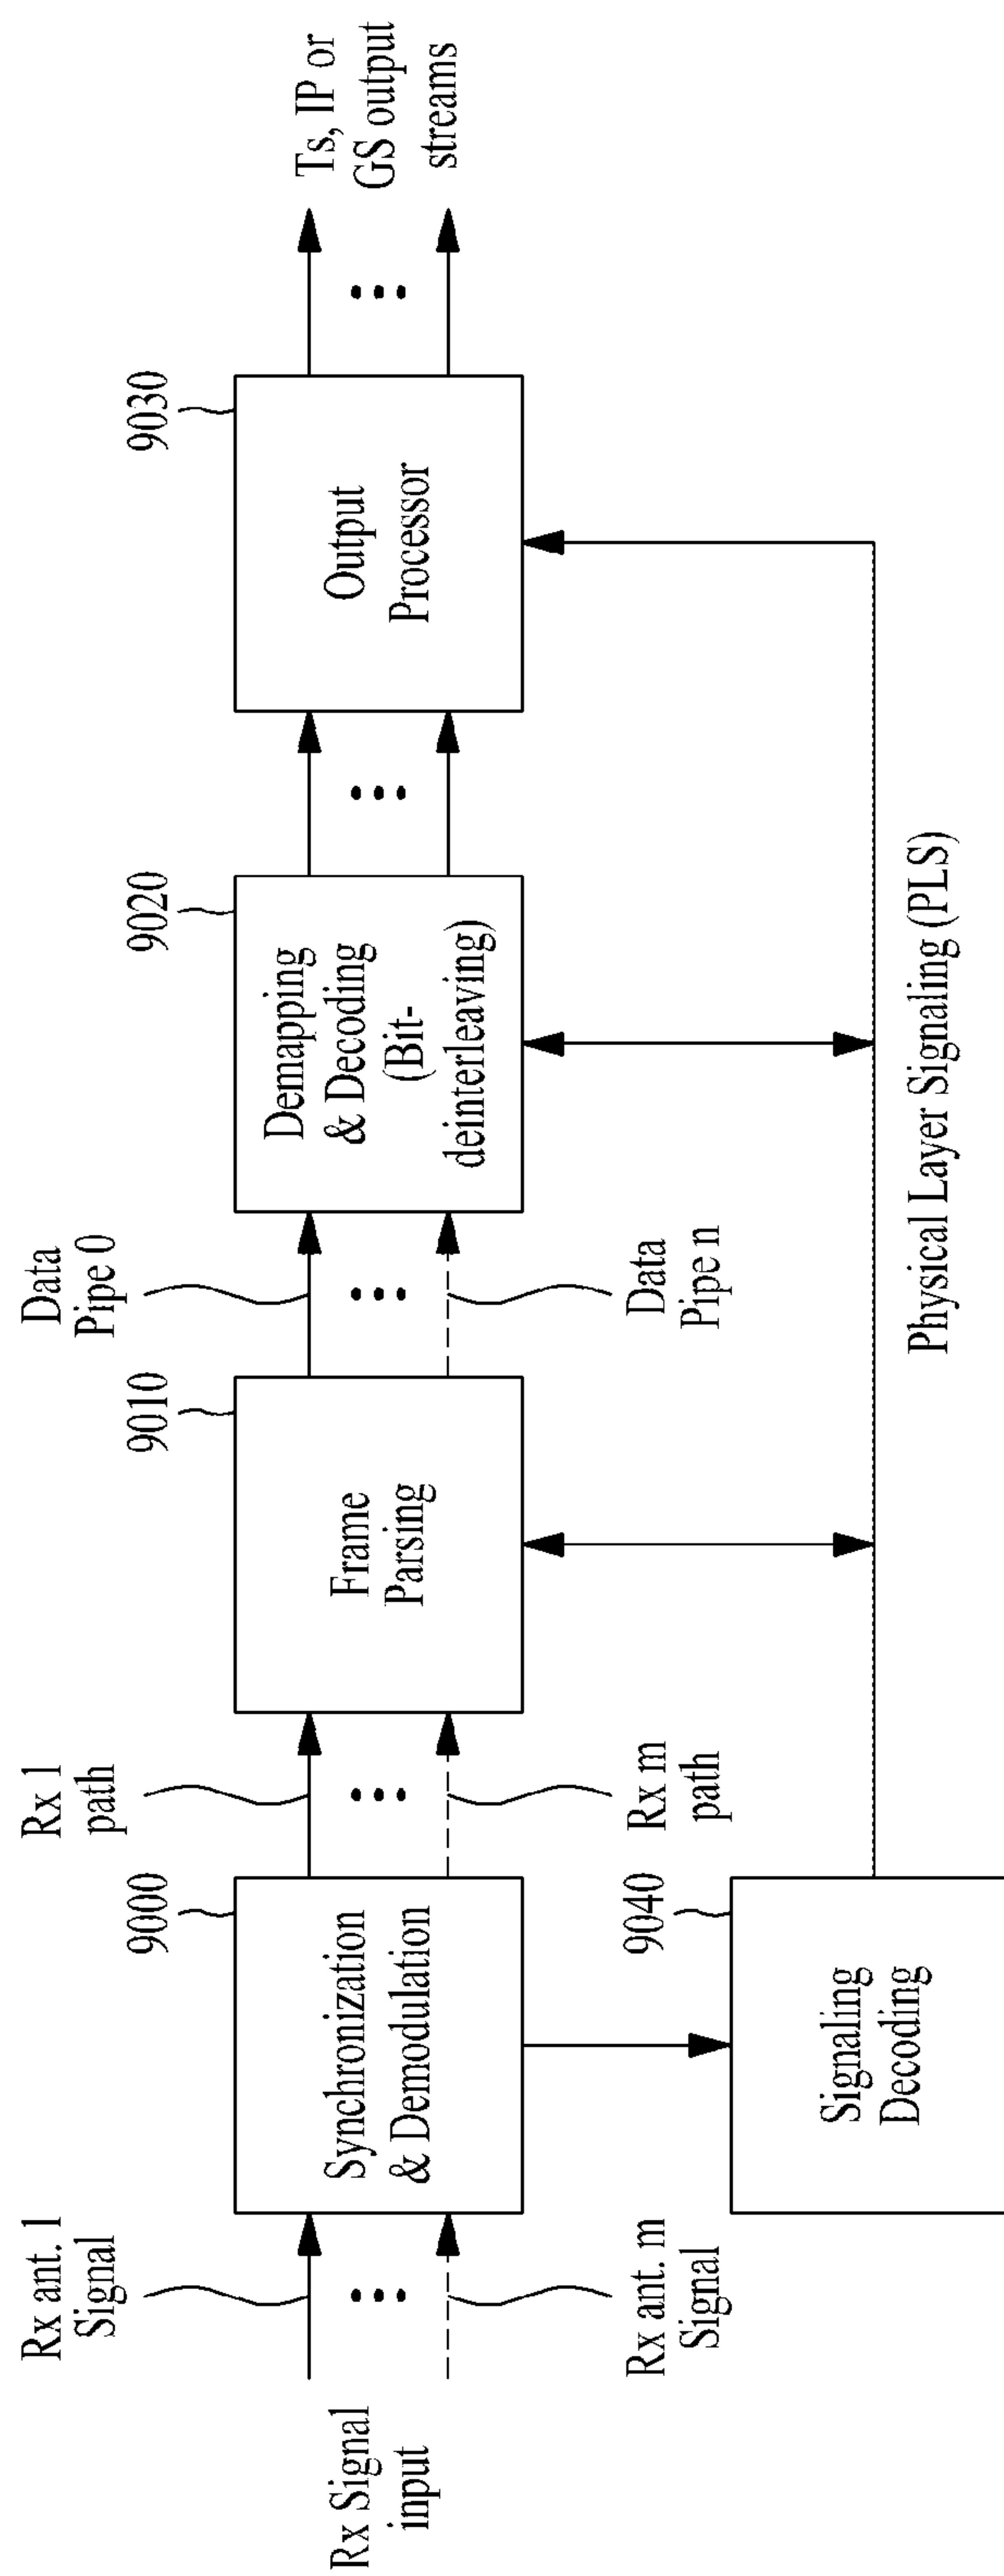 Rx Signal
input
Rx ant. 1
Signal
Rx ant. m
Signal
9000
Synchronization
& Demodulation
Rx 1
path
Rx m
path
9010
Frame
Parsing
Data
Pipe 0
Data
Pipe n
9020
Demapping
& Decoding
(Bit-
deinterleaving)
9030
Output
Processor
Ts, IP or
GS output
streams
9040
Signaling
Decoding
Physical Layer Signaling (PLS)